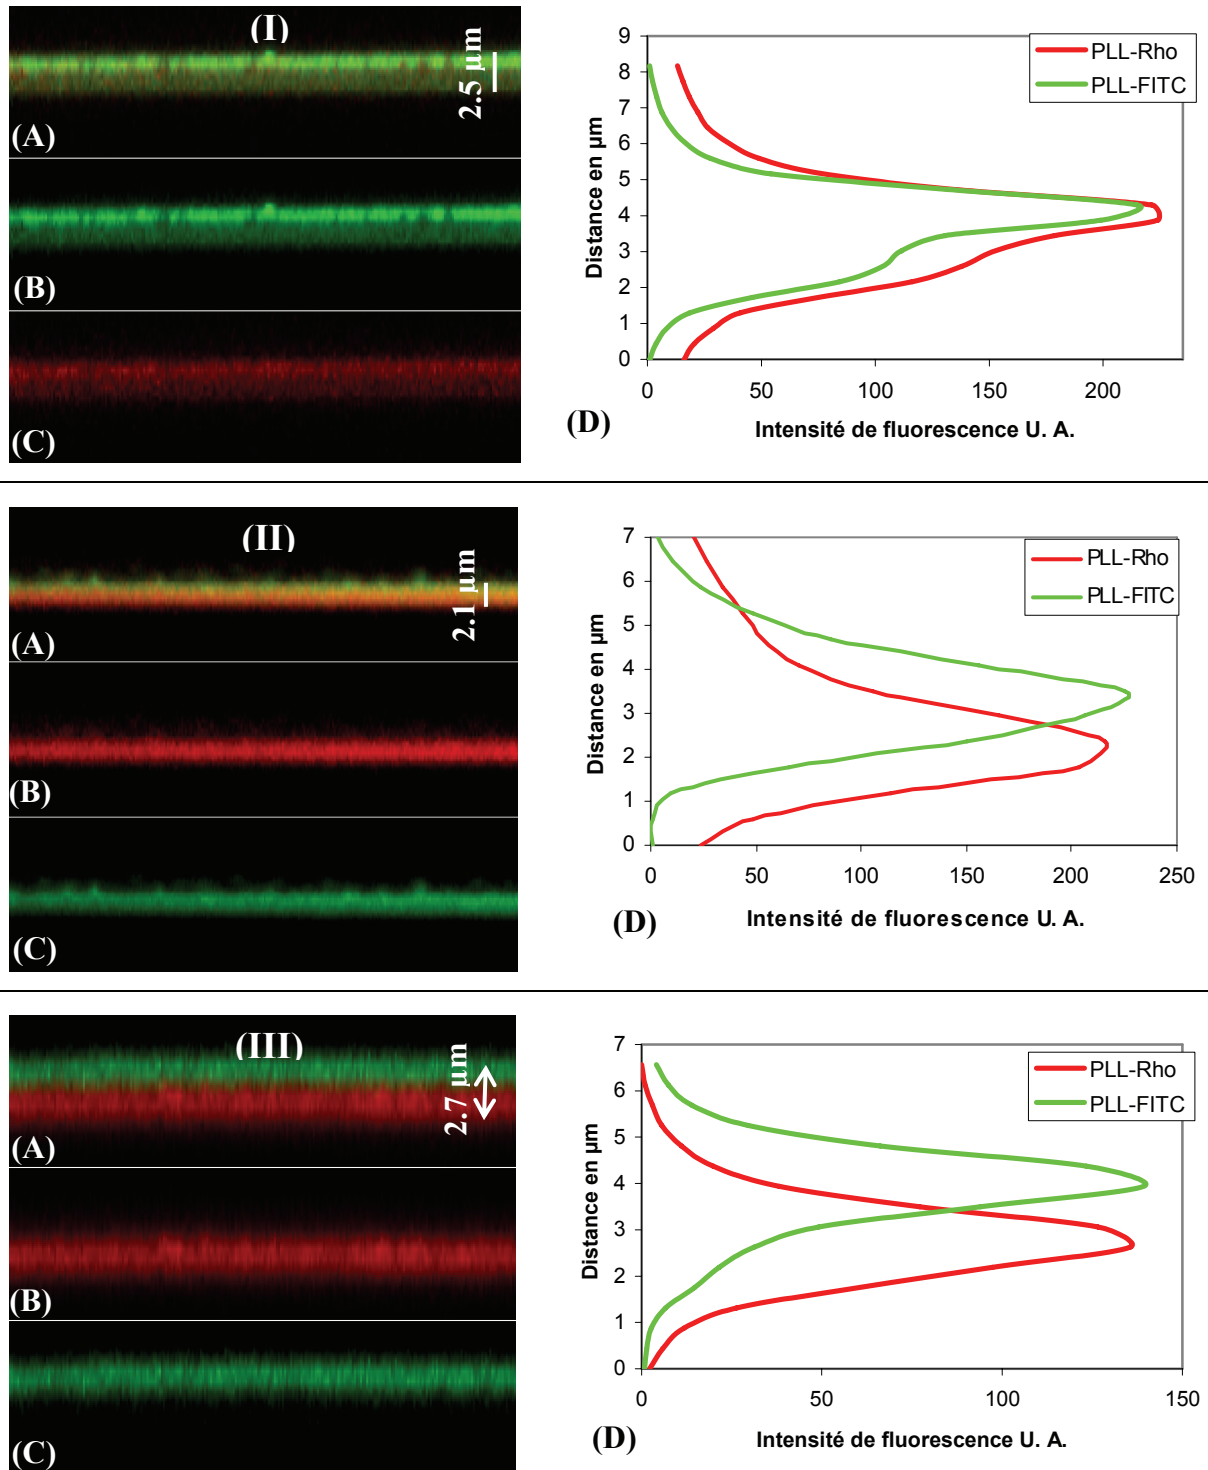 (I)
2.5 µm
(A)
(B)
(C)
9
8
7
6
5
4
3
2
1
0
Distance en µm
PLL-Rho
PLL-FITC
0 50 100 150 200
(D)
Intensité de fluorescence U. A.
(II)
2.1 µm
(A)
(B)
(C)
7
6
5
4
3
2
1
0
Distance en µm
PLL-Rho
PLL-FITC
0 50 100 150 200 250
(D)
Intensité de fluorescence U. A.
(III)
2.7 µm
(A)
(B)
(C)
7
6
5
4
3
2
1
0
Distance en µm
PLL-Rho
PLL-FITC
0 50 100 150
(D)
Intensité de fluorescence U. A.